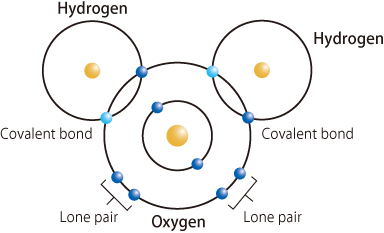 Hydrogen
Hydrogen
Covalent bond
Covalent bond
Lone pair
Oxygen
Lone pair